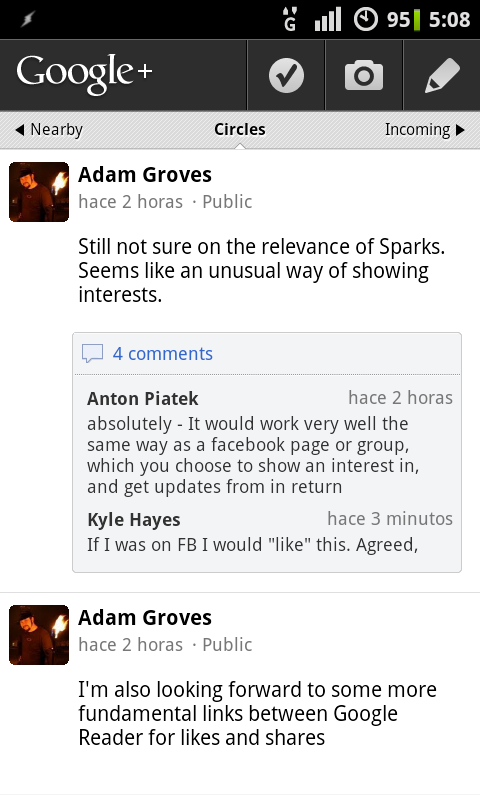 G 95 5:08
Google+
Nearby Circles Incoming
Adam Groves
hace 2 horas · Public
Still not sure on the relevance of Sparks.
Seems like an unusual way of showing
interests.
4 comments
Anton Piatek hace 2 horas
absolutely - It would work very well the
same way as a facebook page or group,
which you choose to show an interest in,
and get updates from in return
Kyle Hayes hace 3 minutos
If I was on FB I would "like" this. Agreed,
Adam Groves
hace 2 horas · Public
I'm also looking forward to some more
fundamental links between Google
Reader for likes and shares